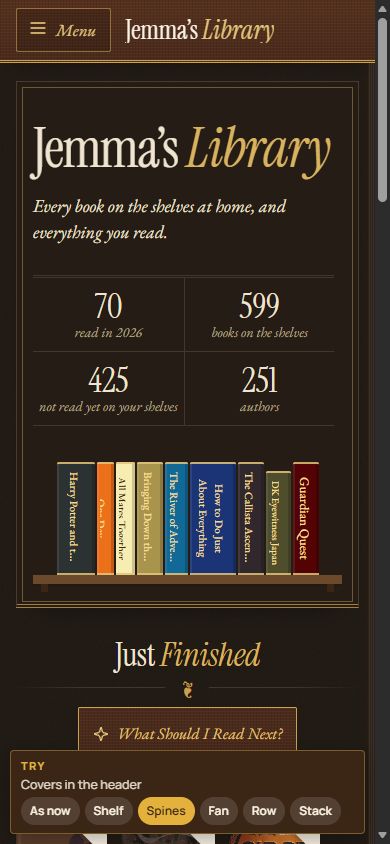 Menu
Jemma's Library
Jemma's Library
Every book on the shelves at home, and
everything you read.
70
read in 2026
599
books on the shelves
425
not read yet on your shelves
251
authors
Harry Potter and t...
All Mates Together
Bringing Down th...
The River of Adve...
How to Do Just
About Everything
The Callista Ascen...
DK Eyewitness Japan
Guardian Quest
Just Finished
What Should I Read Next?
TRY
Covers in the header
As now
Shelf
Spines
Fan
Row
Stack